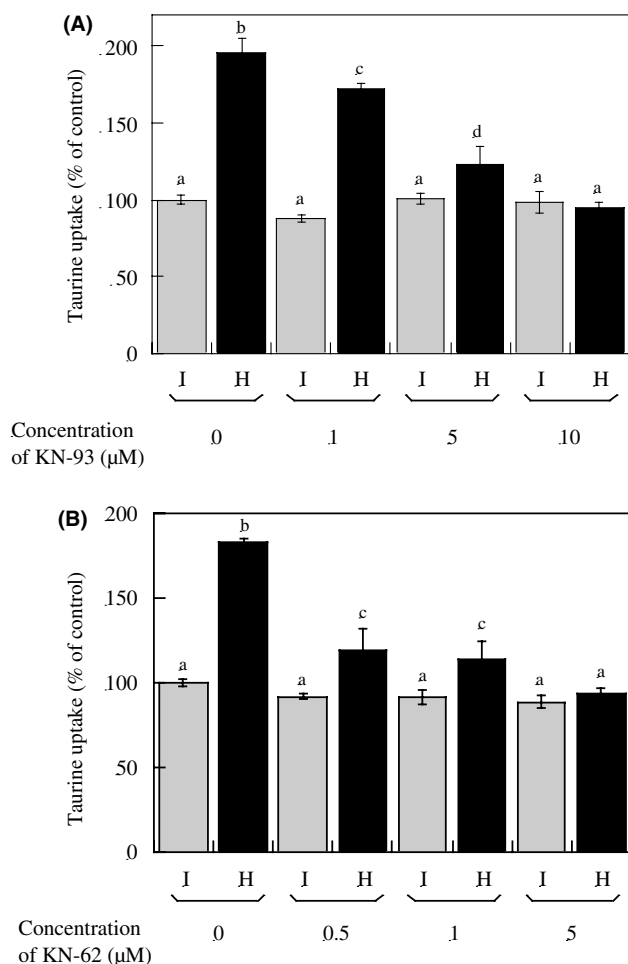 (A)
Taurine uptake (% of control)
200
150
100
50
0
b
c
d
a
a
a
a
a
I H I H I H I H
Concentration of KN-93 (µM)
0 1 5 10
(B)
Taurine uptake (% of control)
200
150
100
50
0
b
c
c
a
a
a
a
a
I H I H I H I H
Concentration of KN-62 (µM)
0 0.5 1 5